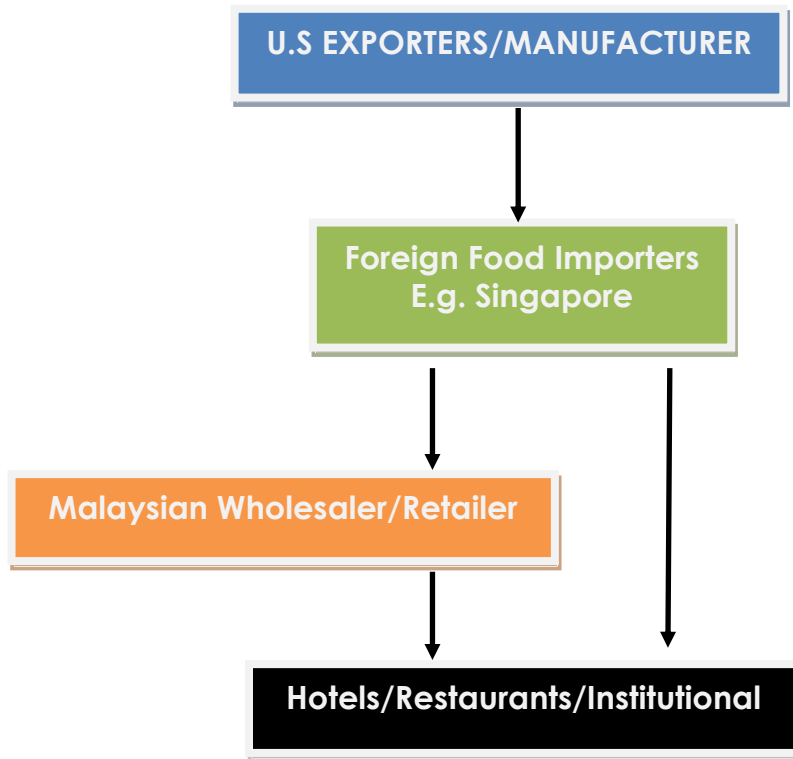 U.S EXPORTERS/MANUFACTURER
Foreign Food Importers
E.g. Singapore
Malaysian Wholesaler/Retailer
Hotels/Restaurants/Institutional